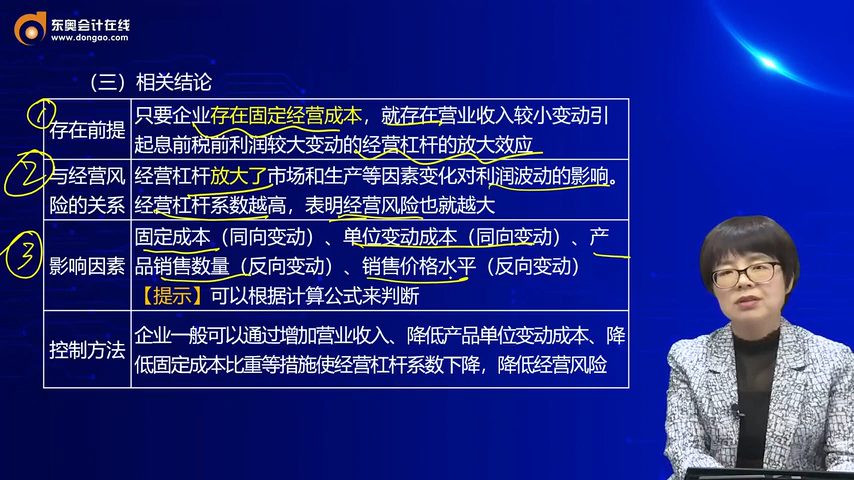 东奥会计在线
www.dongao.com
（三）相关结论
①
存在前提
只要企业存在固定经营成本，就存在营业收入较小变动引
起息前税前利润较大变动的经营杠杆的放大效应
②
与经营风
险的关系
经营杠杆放大了市场和生产等因素变化对利润波动的影响。
经营杠杆系数越高，表明经营风险也就越大
③
影响因素
固定成本（同向变动）、单位变动成本（同向变动）、产
品销售数量（反向变动）、销售价格水平（反向变动）
【提示】可以根据计算公式来判断
控制方法
企业一般可以通过增加营业收入、降低产品单位变动成本、降
低固定成本比重等措施使经营杠杆系数下降，降低经营风险